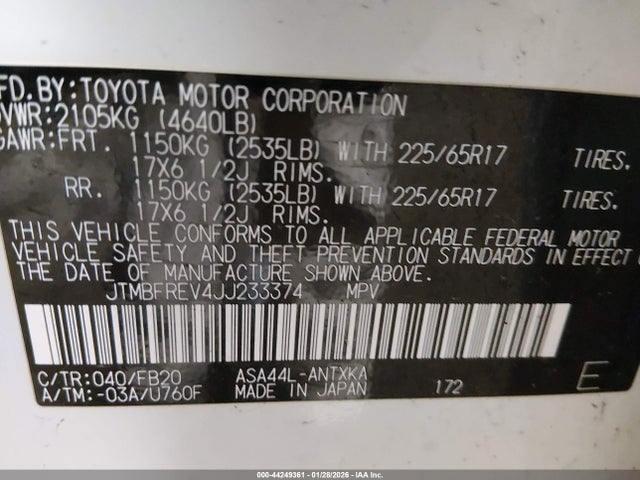 MFD. BY: TOYOTA MOTOR CORPORATION
GVWR: 2105KG (4640LB)
GAWR: FRT. 1150KG (2535LB) WITH 225/65R17 TIRES.
17X6 1/2J RIMS.
RR. 1150KG (2535LB) WITH 225/65R17 TIRES.
17X6 1/2J RIMS.
THIS VEHICLE CONFORMS TO ALL APPLICABLE FEDERAL MOTOR
VEHICLE SAFETY AND THEFT PREVENTION STANDARDS IN EFFECT
THE DATE OF MANUFACTURE SHOWN ABOVE.
JTMBFREV4JJ233374 MPV
C/TR: 040/FB20 ASA44L-ANTXKA
A/TM: -03A/U760F MADE IN JAPAN 172 E
000-44249361 - 01/28/2026 - IAAI Copart